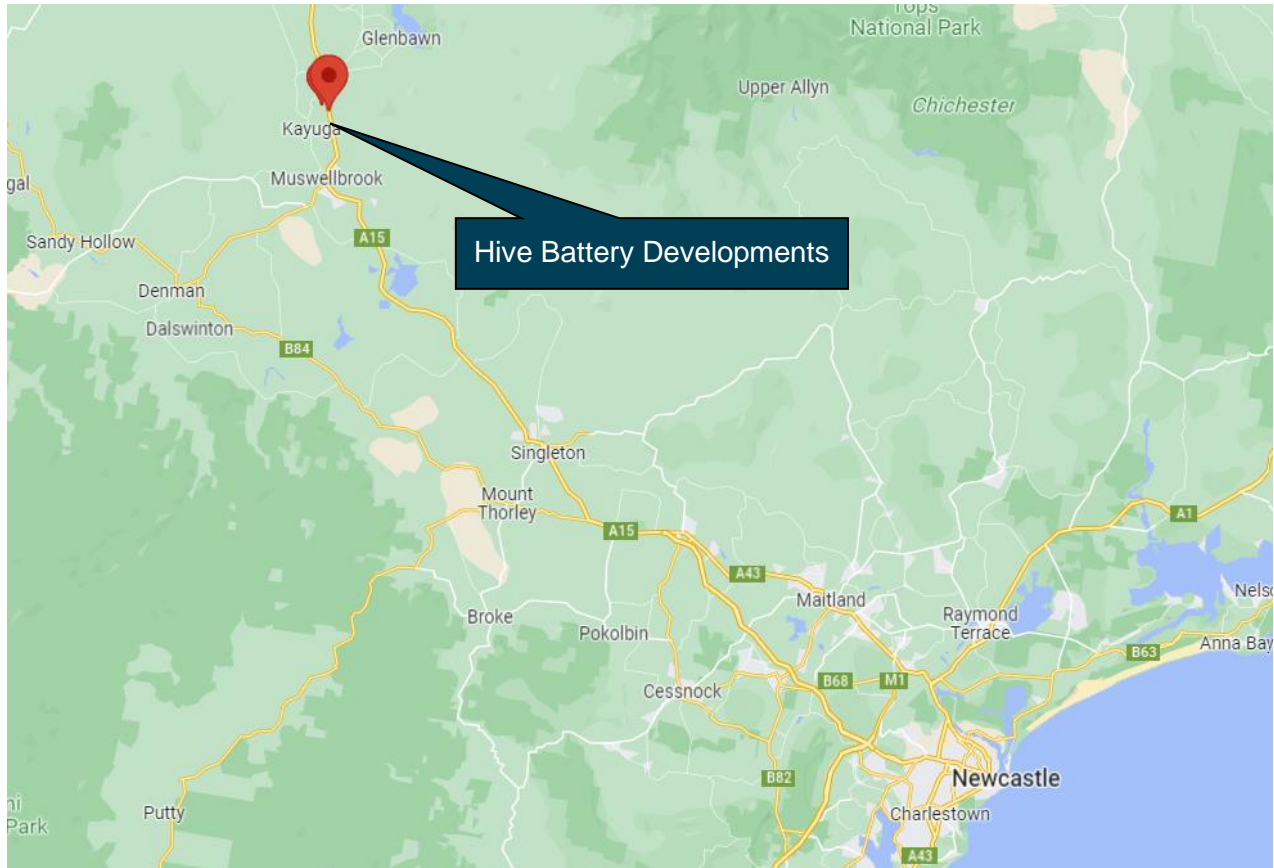 Tops
National Park
Glenbawn
Upper Allyn
Chichester
Kayuga
Muswellbrook
gal
A15
Hive Battery Developments
Sandy Hollow
Denman
Dalswinton
B84
Singleton
Mount
Thorley
A15
A1
A43
Maitland
Nelso
Raymond
Terrace
Broke
Pokolbin
B63
Anna Bay
B68
M1
Cessnock
B82
Newcastle
ni
Park
Putty
Charlestown
A43